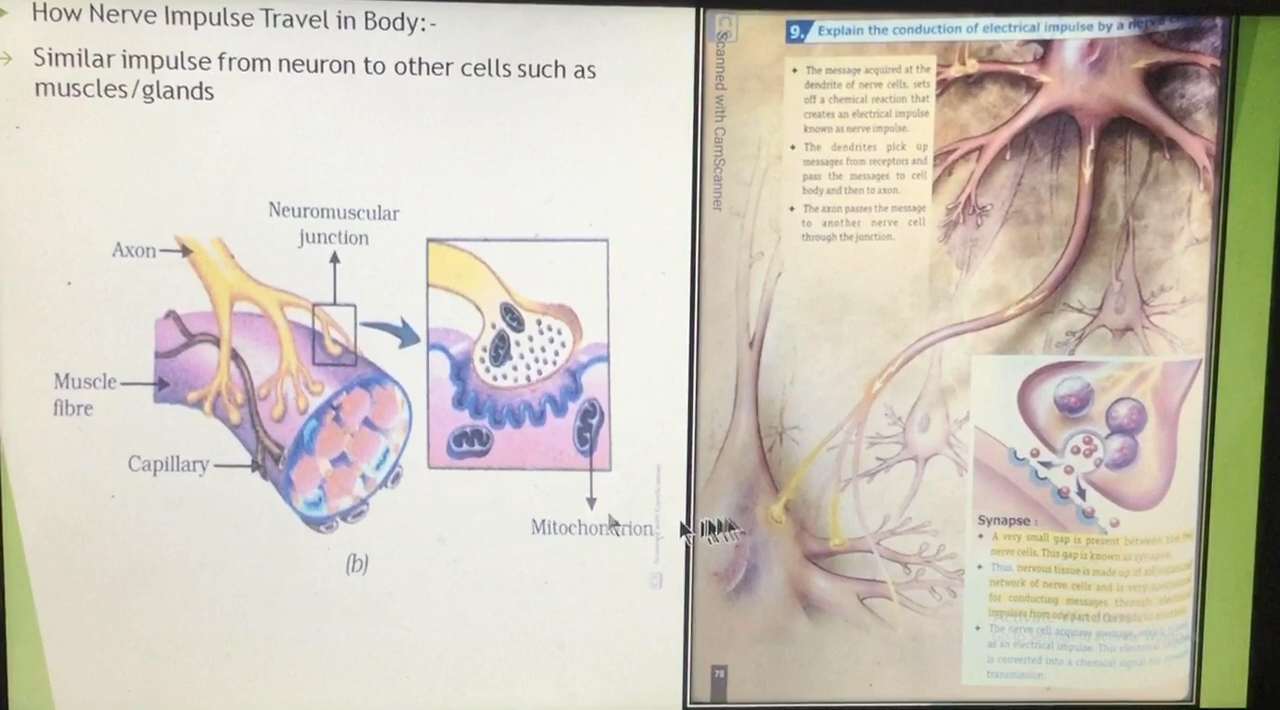 How Nerve Impulse Travel in Body:-
Similar impulse from neuron to other cells such as
muscles/glands
Neuromuscular
junction
Axon
Muscle
fibre
Capillary
Mitochondrion
(b)
Scanned with CamScanner
9. Explain the conduction of electrical impulse by a nerve
The message acquired at the
dendrite of nerve cells, sets
off a chemical reaction that
creates an electrical impulse
known as nerve impulse.
The dendrites pick up
messages from receptors and
pass the messages to cell
body and then to axon.
The axon passes the message
to another nerve cell
through the junction.
Synapse :
A very small gap is present between the
nerve cells. This gap is known as synapse.
Thus, nervous tissue is made up of
network of nerve cells and is very
for conducting messages through
impulses from one part of the body to
The nerve cell acquires message,
as an electrical impulse. This electrical
is converted into a chemical signal for
transmission.
78